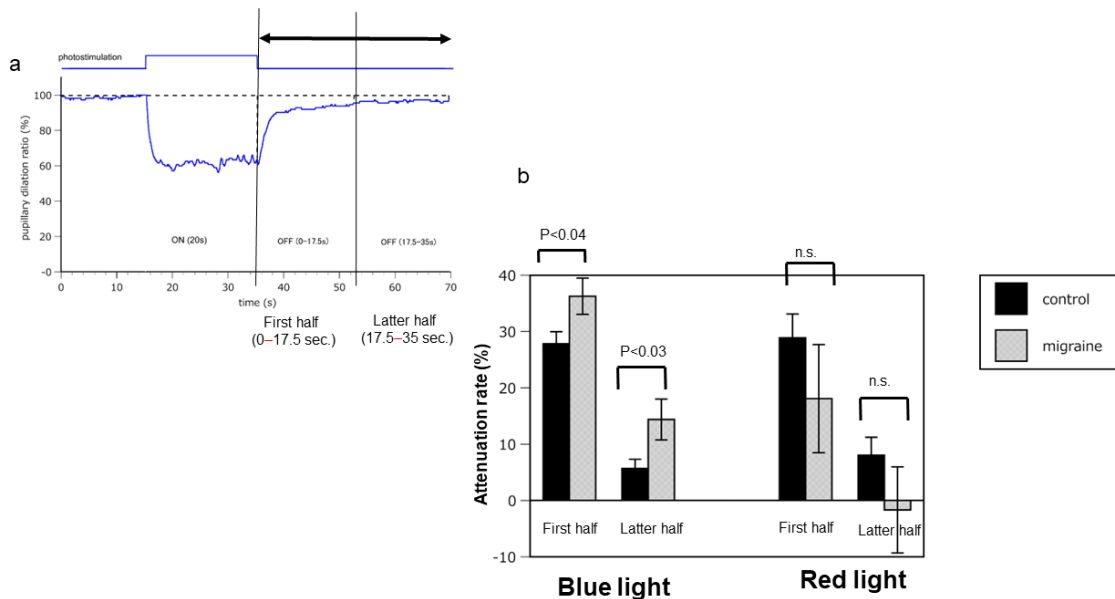 a
photostimulation
pupillary dilation ratio (%)
100
80
60
40
20
-0
ON (20s)
OFF (0-17.5s)
OFF (17.5-35s)
0
10
20
30
40
50
60
70
time (s)
First half
(0–17.5 sec.)
Latter half
(17.5–35 sec.)
b
Attenuation rate (%)
40
30
20
10
0
-10
P<0.04
P<0.03
n.s.
n.s.
First half
Latter half
First half
Latter half
Blue light
Red light
control
migraine